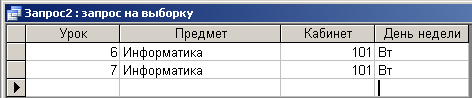 Запрос2 : запрос на выборку
Урок Предмет Кабинет День недели
6 Информатика 101 Вт
7 Информатика 101 Вт